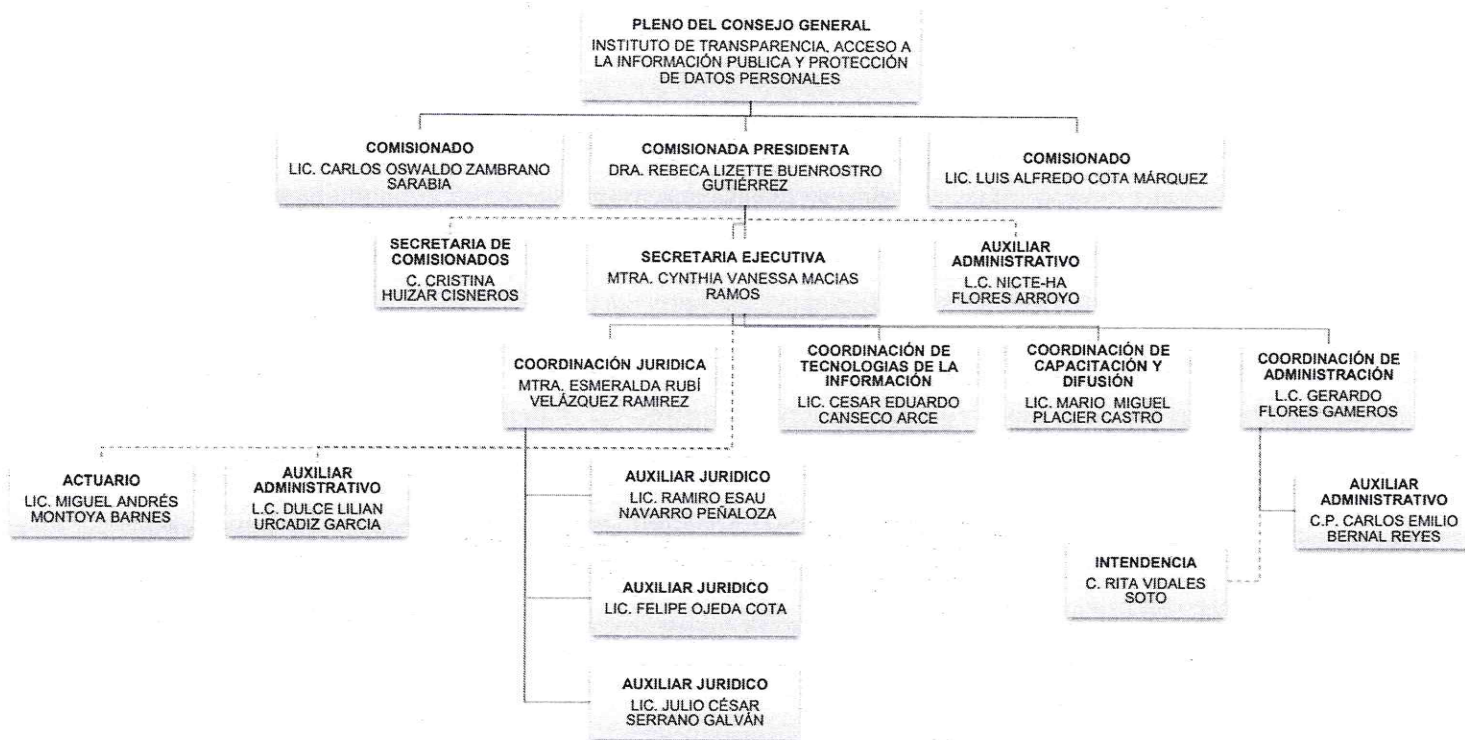 PLENO DEL CONSEJO GENERAL
INSTITUTO DE TRANSPARENCIA, ACCESO A
LA INFORMACIÓN PUBLICA Y PROTECCIÓN
DE DATOS PERSONALES
COMISIONADO
LIC. CARLOS OSWALDO ZAMBRANO
SARABIA
COMISIONADA PRESIDENTA
DRA. REBECA LIZETTE BUENROSTRO
GUTIÉRREZ
COMISIONADO
LIC. LUIS ALFREDO COTA MÁRQUEZ
SECRETARIA DE
COMISIONADOS
C. CRISTINA
HUIZAR CISNEROS
SECRETARIA EJECUTIVA
MTRA. CYNTHIA VANESSA MACIAS
RAMOS
AUXILIAR
ADMINISTRATIVO
L.C. NICTE-HA
FLORES ARROYO
COORDINACIÓN JURIDICA
MTRA. ESMERALDA RUBÍ
VELÁZQUEZ RAMIREZ
COORDINACIÓN DE
TECNOLOGIAS DE LA
INFORMACIÓN
LIC. CESAR EDUARDO
CANSECO ARCE
COORDINACIÓN DE
CAPACITACIÓN Y
DIFUSIÓN
LIC. MARIO MIGUEL
PLACIER CASTRO
COORDINACIÓN DE
ADMINISTRACIÓN
L.C. GERARDO
FLORES GAMEROS
ACTUARIO
LIC. MIGUEL ANDRÉS
MONTOYA BARNES
AUXILIAR
ADMINISTRATIVO
L.C. DULCE LILIAN
URCADIZ GARCIA
AUXILIAR JURIDICO
LIC. RAMIRO ESAU
NAVARRO PEÑALOZA
AUXILIAR
ADMINISTRATIVO
C.P. CARLOS EMILIO
BERNAL REYES
INTENDENCIA
C. RITA VIDALES
SOTO
AUXILIAR JURIDICO
LIC. FELIPE OJEDA COTA
AUXILIAR JURIDICO
LIC. JULIO CÉSAR
SERRANO GALVÁN